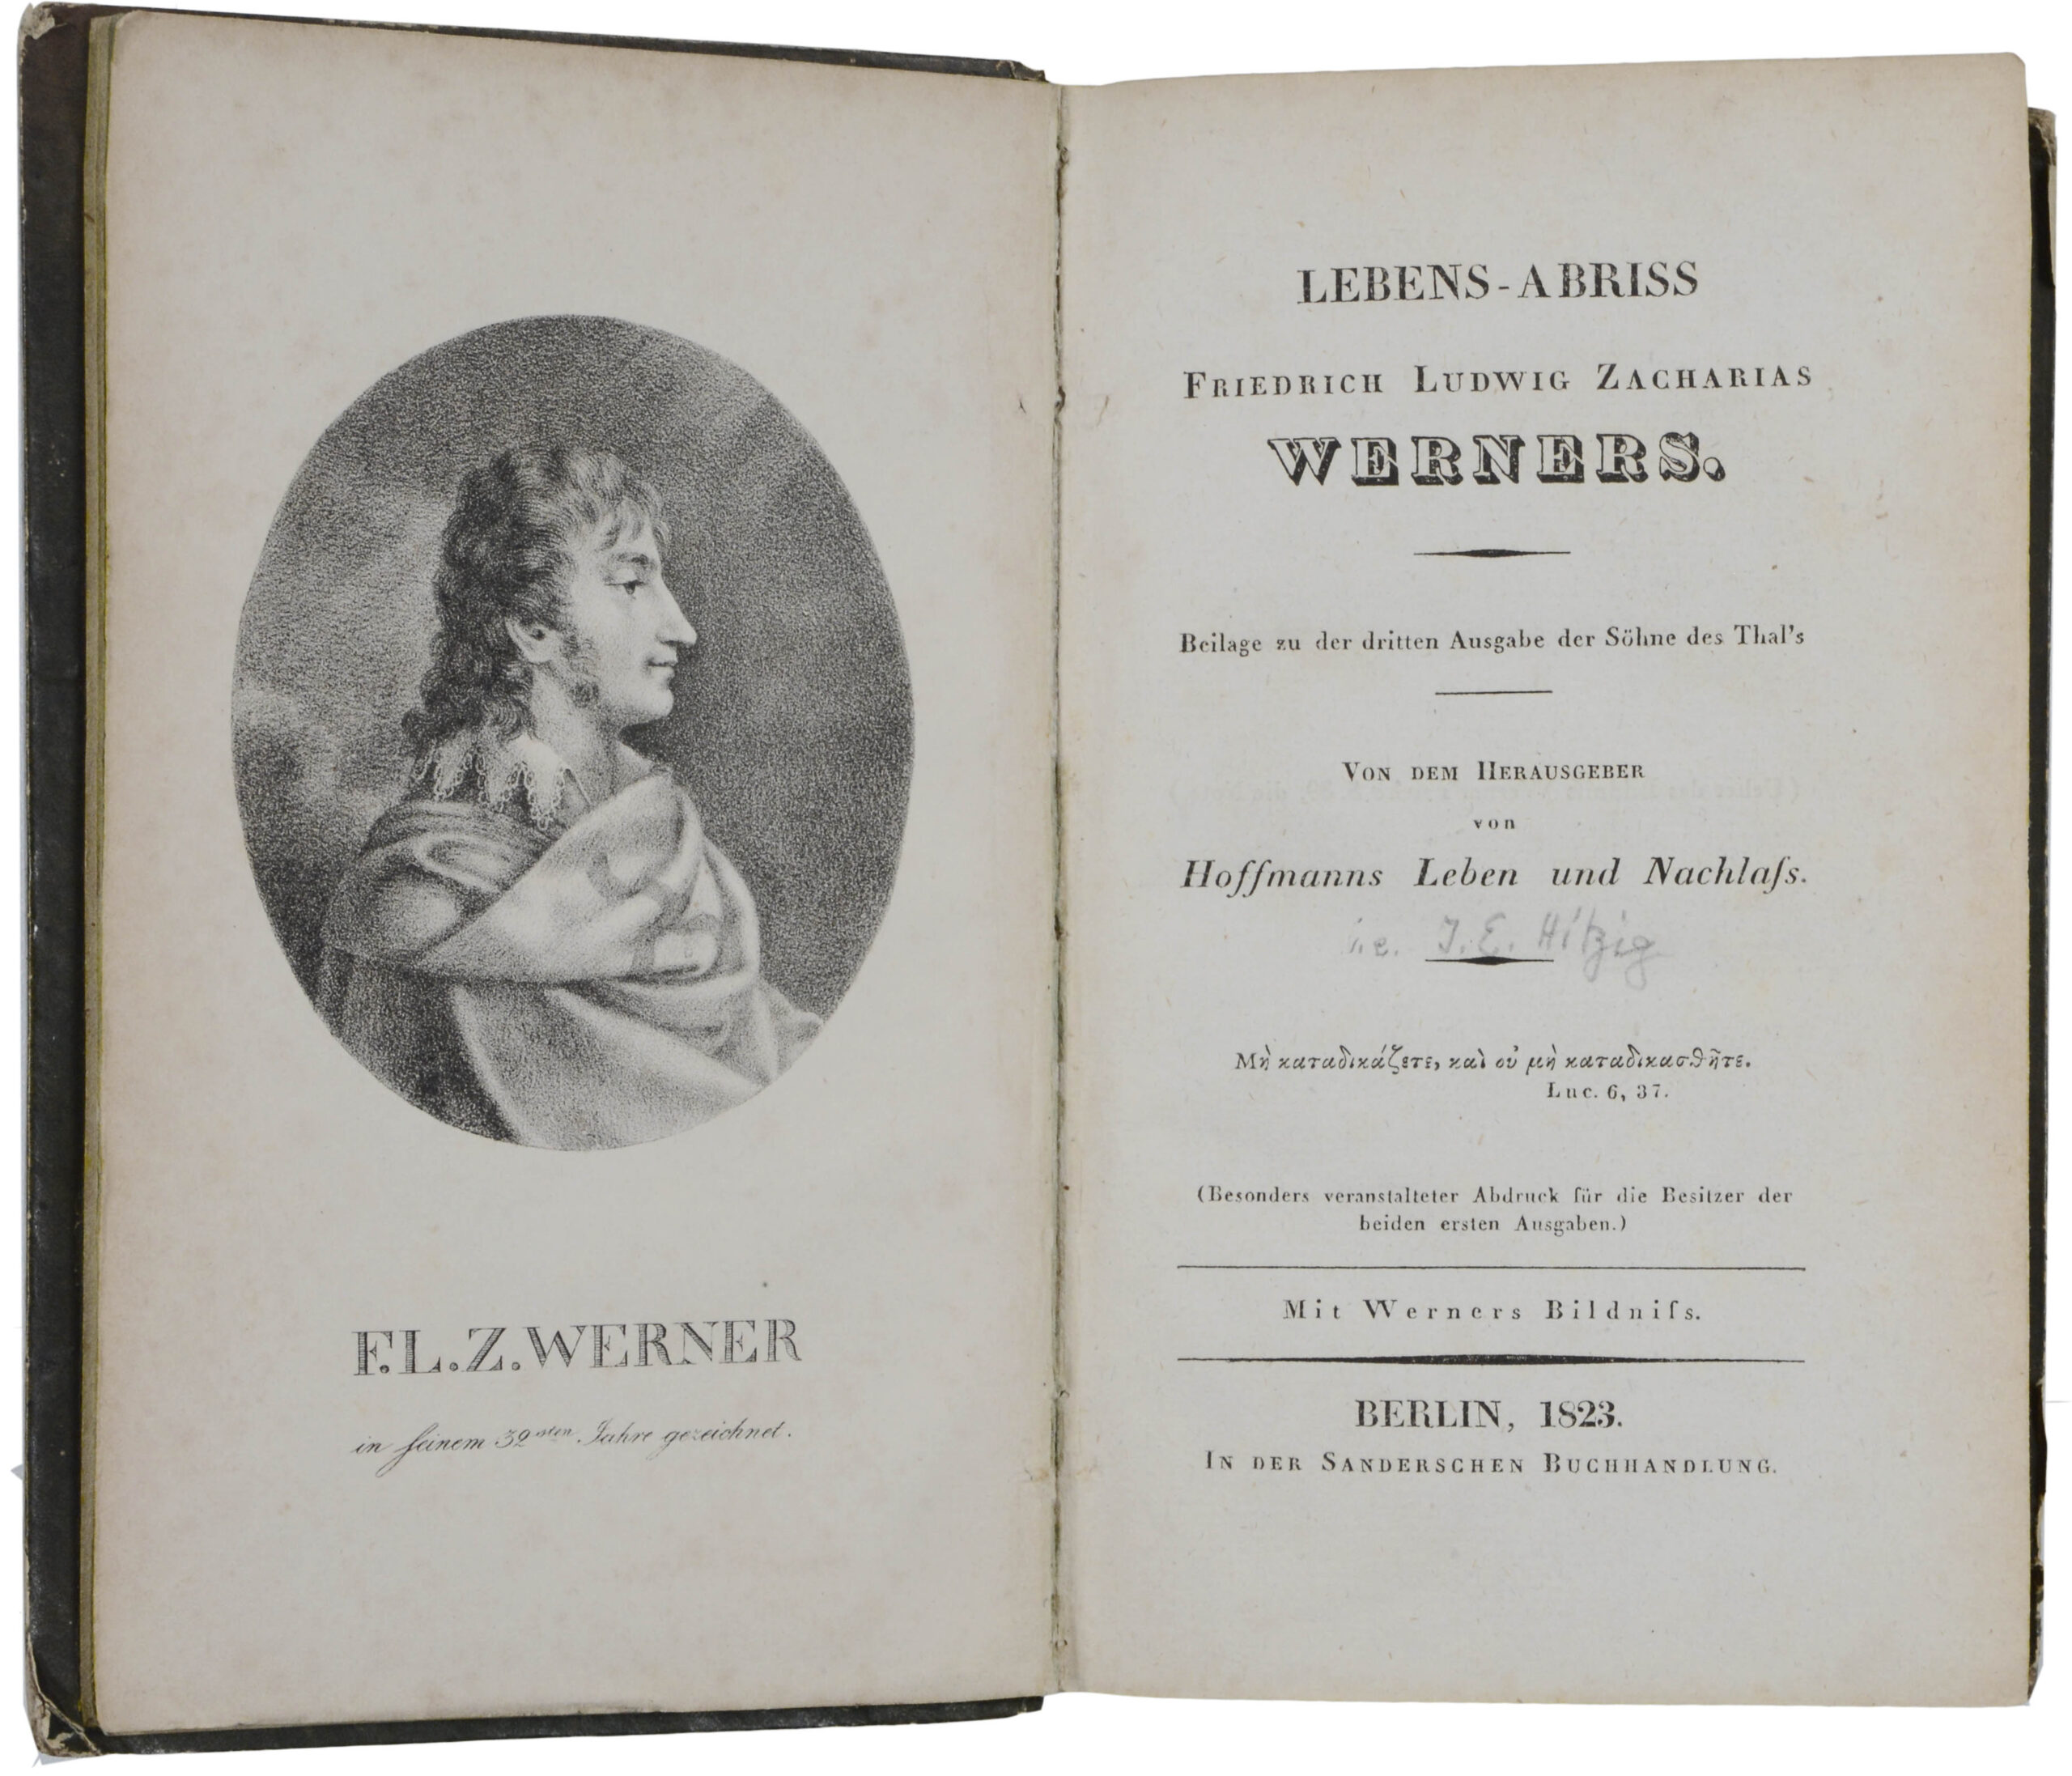 F. L. Z. WERNER
in ſeinem 32sten Jahre gezeichnet.
LEBENS-ABRISS
FRIEDRICH LUDWIG ZACHARIAS
WERNERS.
Beilage zu der dritten Ausgabe der Söhne des Thal's
VON DEM HERAUSGEBER
von
Hoffmanns Leben und Nachlaſs.
i.e. J. E. Hitzig
Μὴ καταδικάζετε, καὶ οὐ μὴ καταδικασθῆτε.
Luc. 6, 37.
(Besonders veranstalteter Abdruck für die Besitzer der
beiden ersten Ausgaben.)
Mit Werners Bildniſs.
BERLIN, 1823.
IN DER SANDERSCHEN BUCHHANDLUNG.